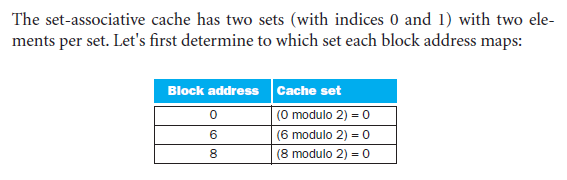 The set-associative cache has two sets (with indices 0 and 1) with two ele-
ments per set. Let's first determine to which set each block address maps:
Block address Cache set
0 (0 modulo 2) = 0
6 (6 modulo 2) = 0
8 (8 modulo 2) = 0